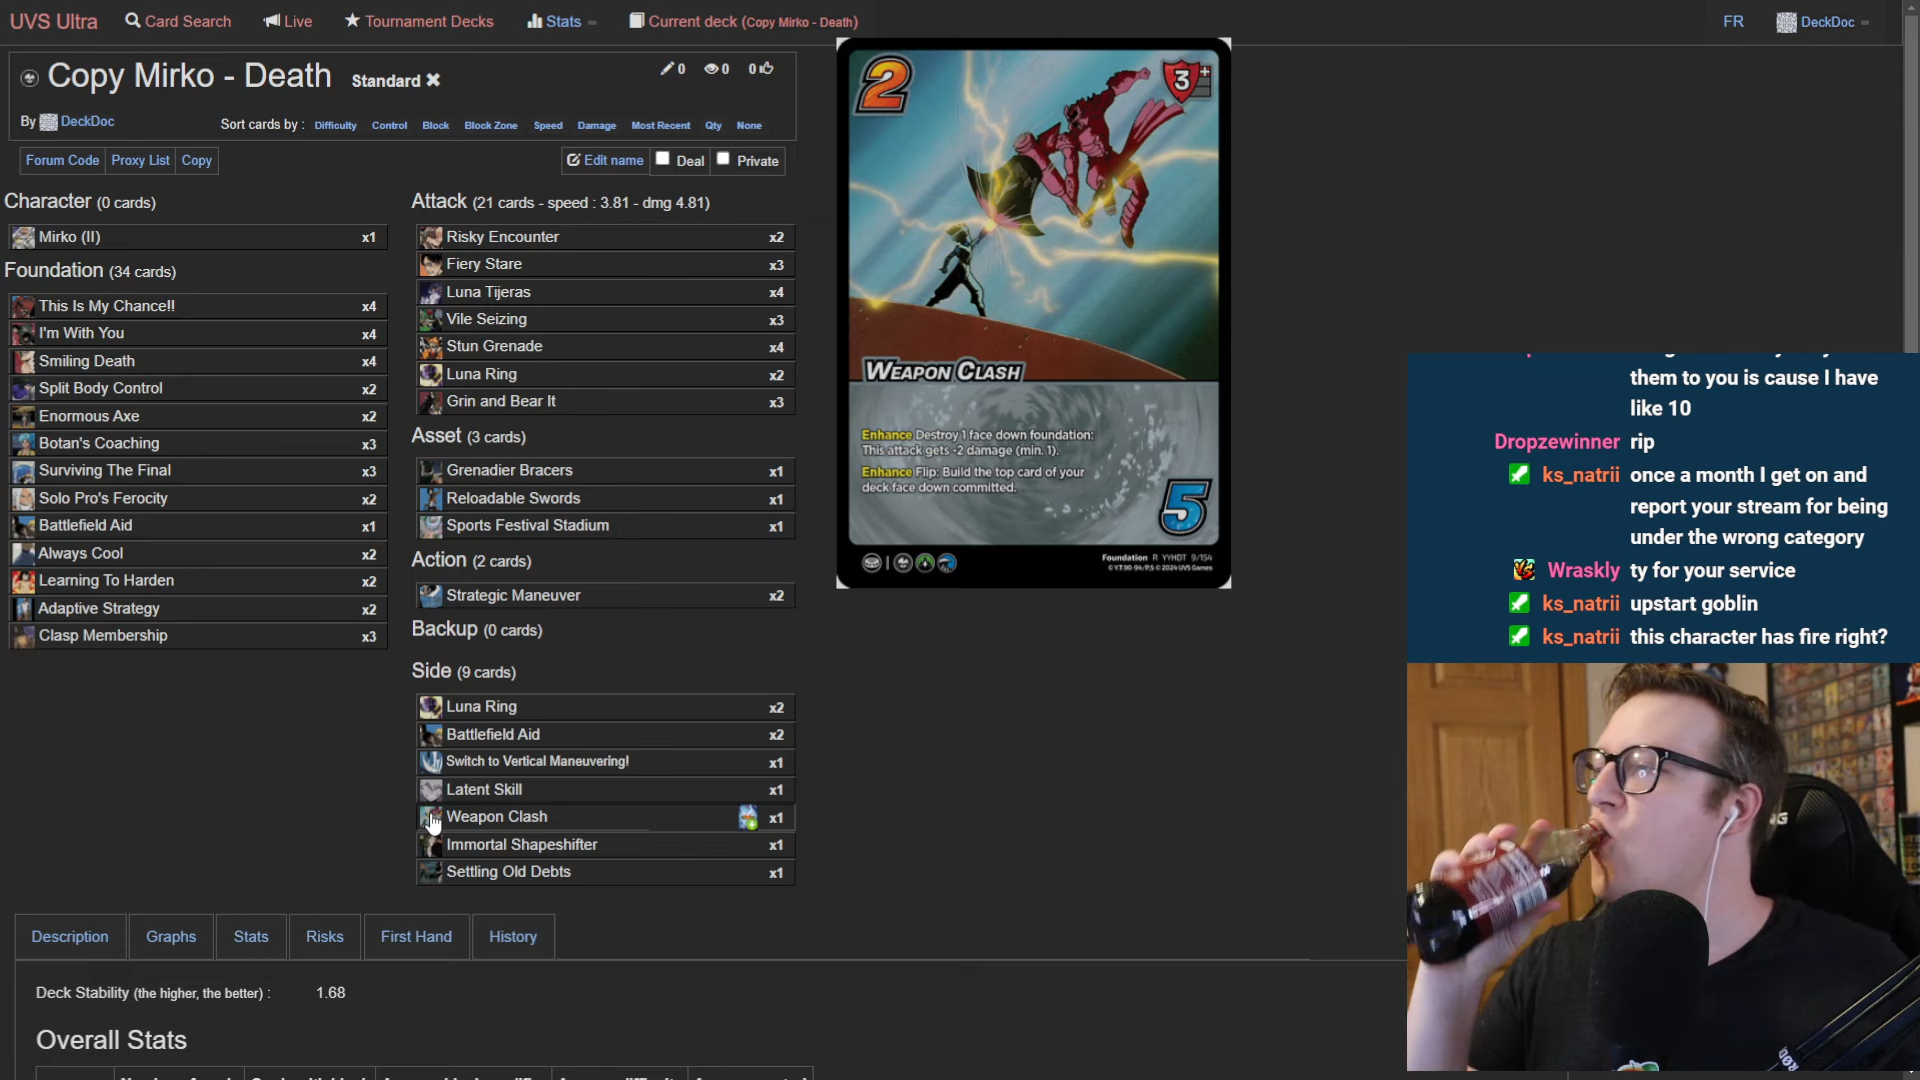 UVS Ultra
Card Search
Live
Tournament Decks
Stats
Current deck (Copy Mirko - Death)
FR
DeckDoc
Copy Mirko - Death Standard
0 0 0
By DeckDoc
Sort cards by : Difficulty Control Block Block Zone Speed Damage Most Recent Qty None
Forum Code Proxy List Copy
Edit name Deal Private
Character (0 cards)
Mirko (II) x1
Foundation (34 cards)
This Is My Chance!! x4
I'm With You x4
Smiling Death x4
Split Body Control x2
Enormous Axe x2
Botan's Coaching x3
Surviving The Final x3
Solo Pro's Ferocity x2
Battlefield Aid x1
Always Cool x2
Learning To Harden x2
Adaptive Strategy x2
Clasp Membership x3
Attack (21 cards - speed : 3.81 - dmg 4.81)
Risky Encounter x2
Fiery Stare x3
Luna Tijeras x4
Vile Seizing x3
Stun Grenade x4
Luna Ring x2
Grin and Bear It x3
Asset (3 cards)
Grenadier Bracers x1
Reloadable Swords x1
Sports Festival Stadium x1
Action (2 cards)
Strategic Maneuver x2
Backup (0 cards)
Side (9 cards)
Luna Ring x2
Battlefield Aid x2
Switch to Vertical Maneuvering! x1
Latent Skill x1
Weapon Clash x1
Immortal Shapeshifter x1
Settling Old Debts x1
Description Graphs Stats Risks First Hand History
Deck Stability (the higher, the better) : 1.68
Overall Stats
2
3
Weapon Clash
Enhance Destroy 1 face down foundation:
This attack gets -2 damage (min. 1).
Enhance Flip: Build the top card of your
deck face down committed.
5
Foundation R YYHDT 9/154
them to you is cause I have
like 10
Dropzewinner rip
ks_natrii once a month I get on and
report your stream for being
under the wrong category
Wraskly ty for your service
ks_natrii upstart goblin
ks_natrii this character has fire right?